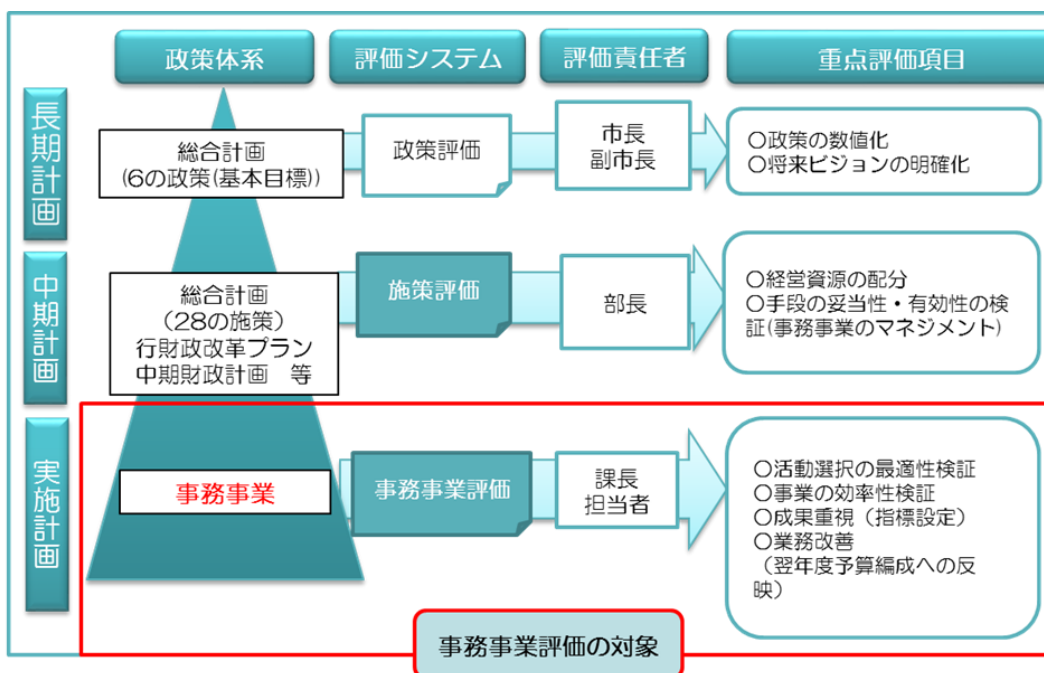 政策体系
評価システム
評価責任者
重点評価項目
長期計画
総合計画
(6の政策(基本目標))
政策評価
市長
副市長
〇政策の数値化
〇将来ビジョンの明確化
中期計画
総合計画
（28の施策）
行財政改革プラン
中期財政計画　等
施策評価
部長
〇経営資源の配分
〇手段の妥当性・有効性の検
証(事務事業のマネジメント)
実施計画
事務事業
事務事業評価
課長
担当者
〇活動選択の最適性検証
〇事業の効率性検証
〇成果重視（指標設定）
〇業務改善
（翌年度予算編成への反
映）
事務事業評価の対象